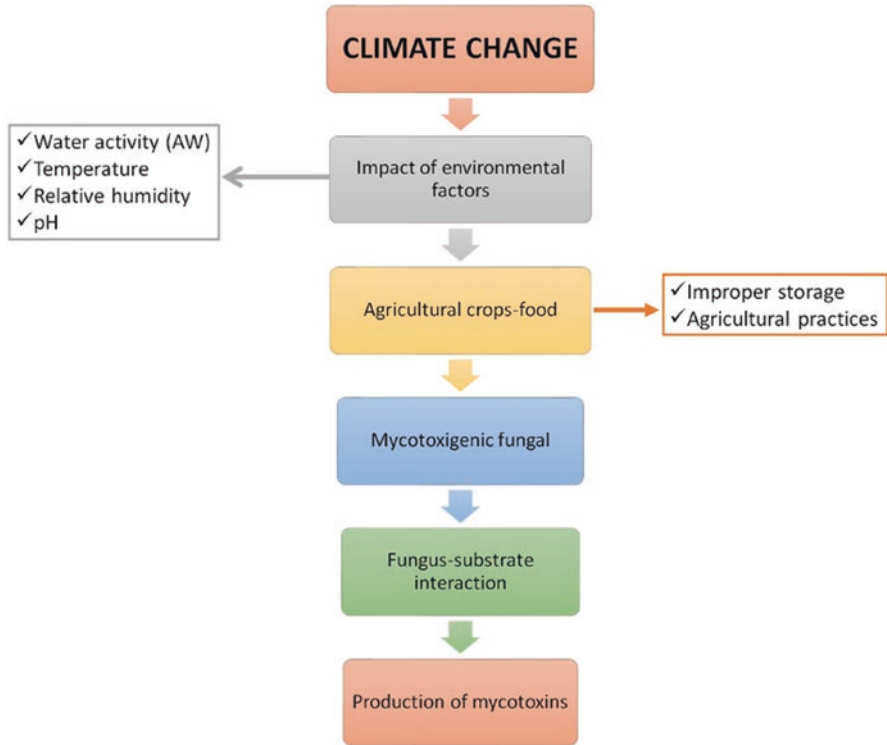 CLIMATE CHANGE
✓Water activity (AW)
✓Temperature
✓Relative humidity
✓pH
Impact of environmental
factors
Agricultural crops-food
✓Improper storage
✓Agricultural practices
Mycotoxigenic fungal
Fungus-substrate
interaction
Production of mycotoxins